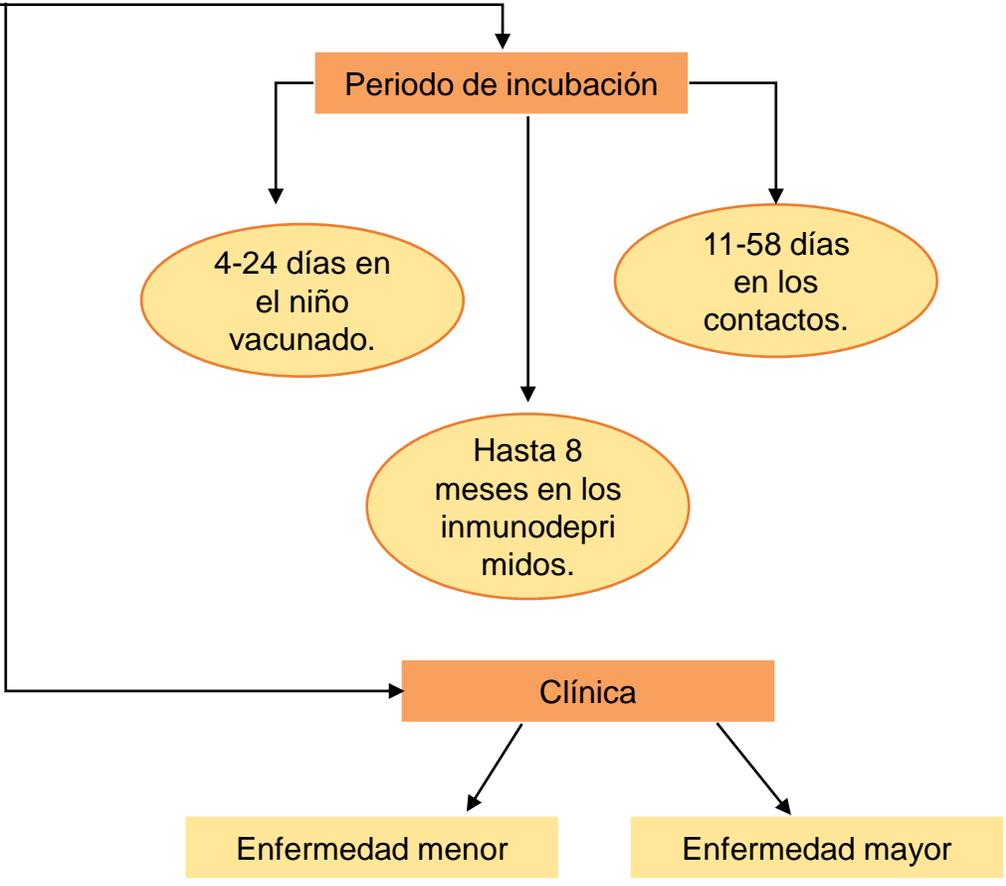 Periodo de incubación
4-24 días en
el niño
vacunado.
11-58 días
en los
contactos.
Hasta 8
meses en los
inmunodepri
midos.
Clínica
Enfermedad menor
Enfermedad mayor